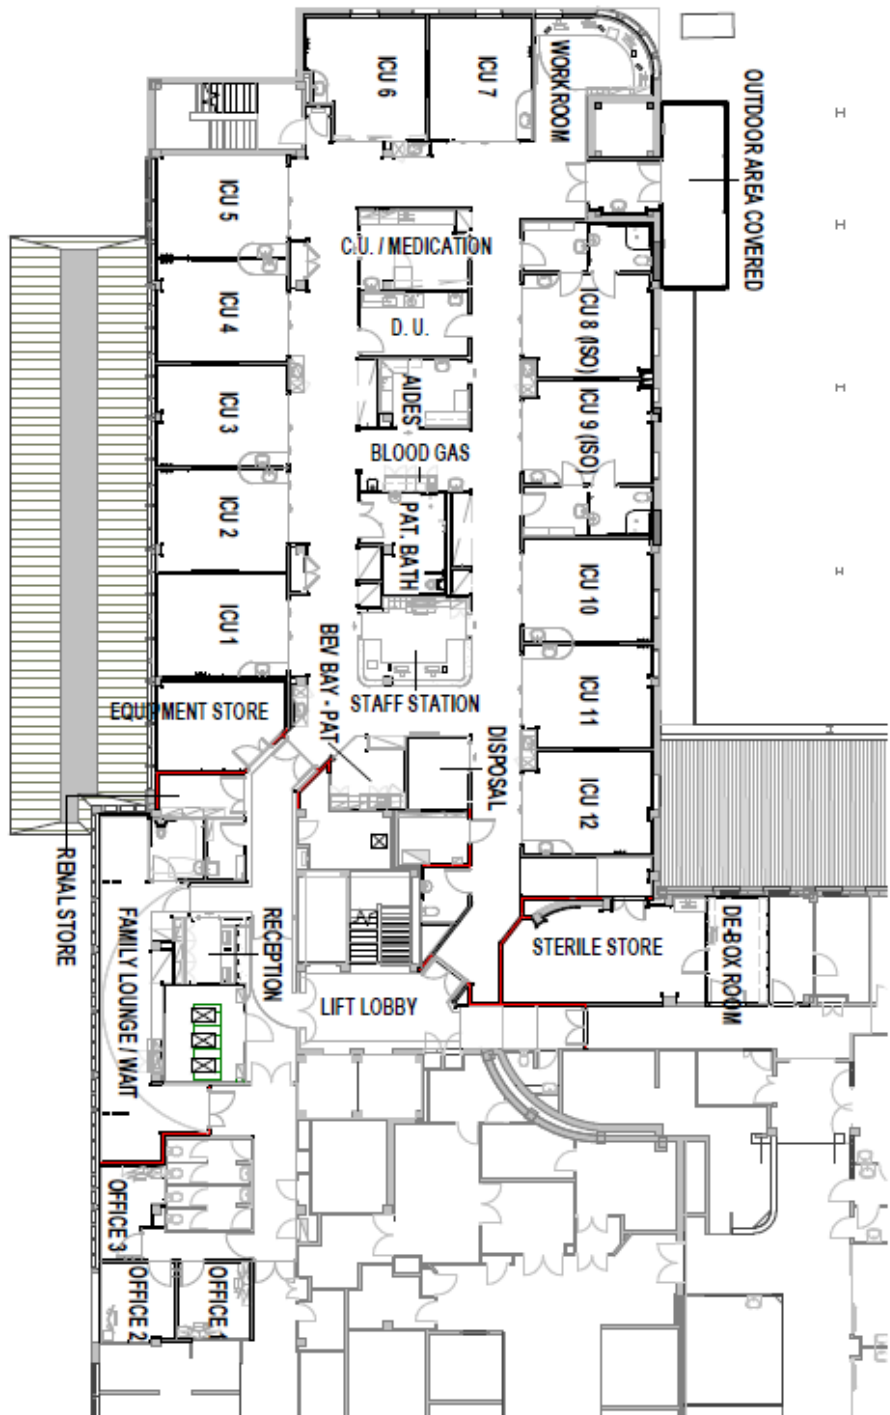 ICU 6
ICU 7
WORK ROOM
OUTDOOR AREA COVERED
ICU 5
C.U. / MEDICATION
ICU 4
D. U.
ICU 8 (ISO)
AIDES
ICU 3
ICU 9 (ISO)
BLOOD GAS
ICU 2
PAT. BATH
ICU 10
ICU 1
BEV BAY - PAT
STAFF STATION
ICU 11
EQUIPMENT STORE
DISPOSAL
ICU 12
RENAL STORE
FAMILY LOUNGE / WAIT
RECEPTION
STERILE STORE
DE-BOX ROOM
LIFT LOBBY
OFFICE 3
OFFICE 2
OFFICE 1